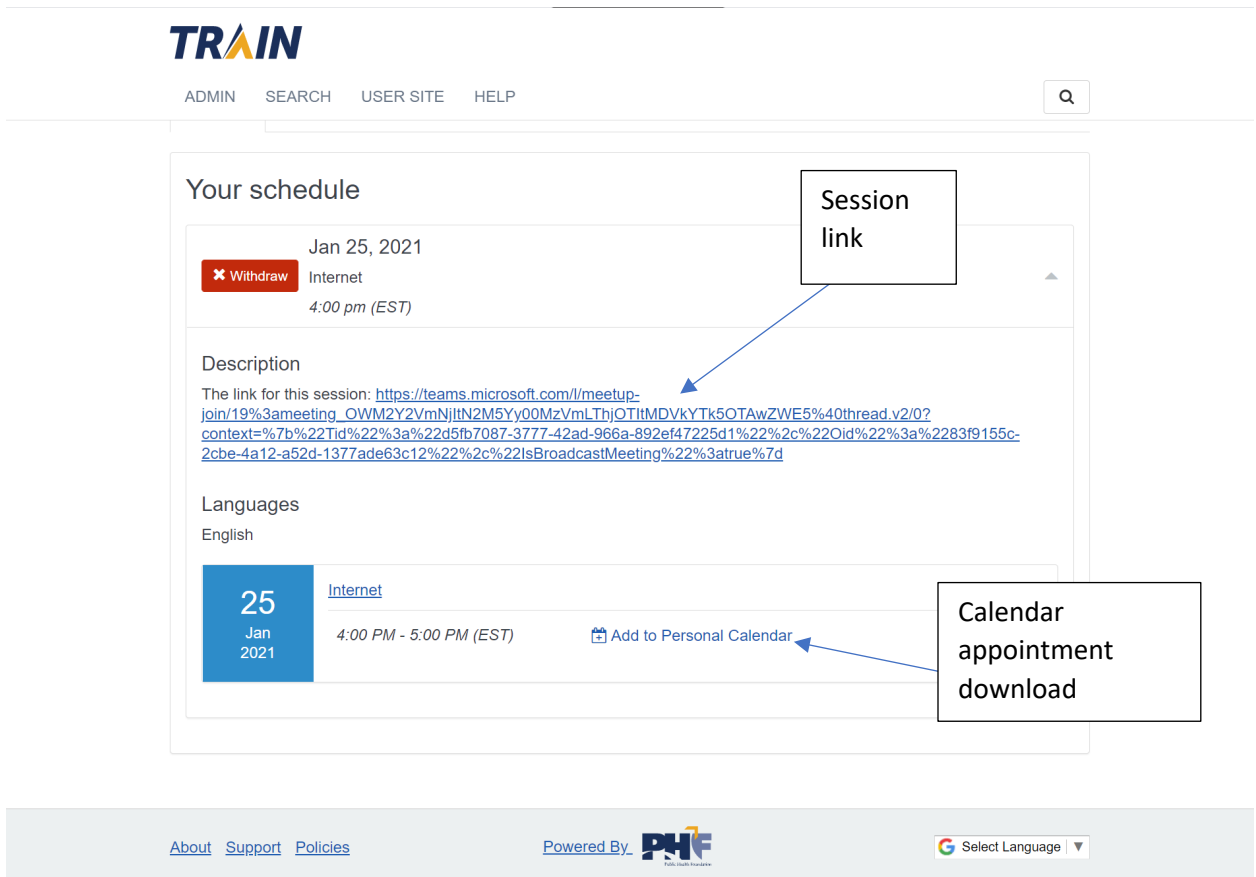 TRAIN
ADMIN SEARCH USER SITE HELP
Your schedule
Session
link
Jan 25, 2021
Withdraw
Internet
4:00 pm (EST)
Description
The link for this session: https://teams.microsoft.com/l/meetup-
join/19%3ameeting_OWM2Y2VmNjItN2M5Yy00MzVmLThjOTItMDVkYTk5OTAwZWE5%40thread.v2/0?
context=%7b%22Tid%22%3a%22d5fb7087-3777-42ad-966a-892ef47225d1%22%2c%22Oid%22%3a%2283f9155c-
2cbe-4a12-a52d-1377ade63c12%22%2c%22IsBroadcastMeeting%22%3atrue%7d
Languages
English
25
Jan
2021
Internet
4:00 PM - 5:00 PM (EST)
Add to Personal Calendar
Calendar
appointment
download
About Support Policies
Powered By
PHF
Public Health Foundation
G Select Language ▼